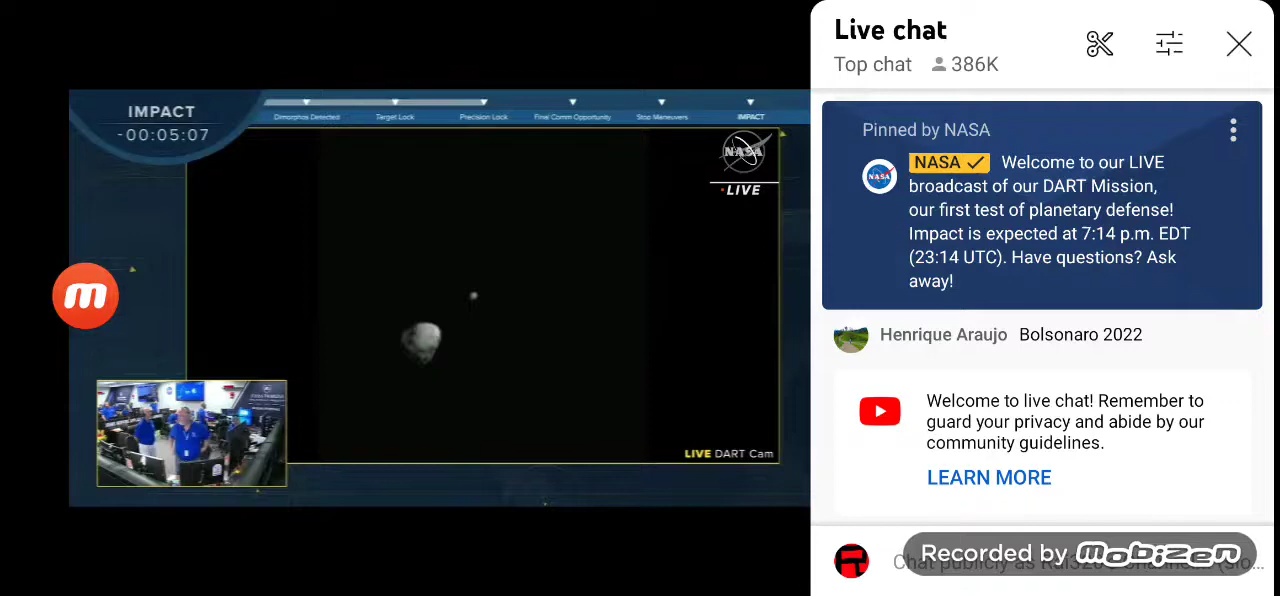 IMPACT
-00:05:07
Dimorphos Detected
Target Lock
Precision Lock
Final Comm Opportunity
Stop Maneuvers
IMPACT
NASA
LIVE
LIVE DART Cam
Live chat
Top chat 386K
Pinned by NASA
NASA Welcome to our LIVE
broadcast of our DART Mission,
our first test of planetary defense!
Impact is expected at 7:14 p.m. EDT
(23:14 UTC). Have questions? Ask
away!
Henrique Araujo Bolsonaro 2022
Welcome to live chat! Remember to
guard your privacy and abide by our
community guidelines.
LEARN MORE
Chat publicly as
Recorded by mobizen